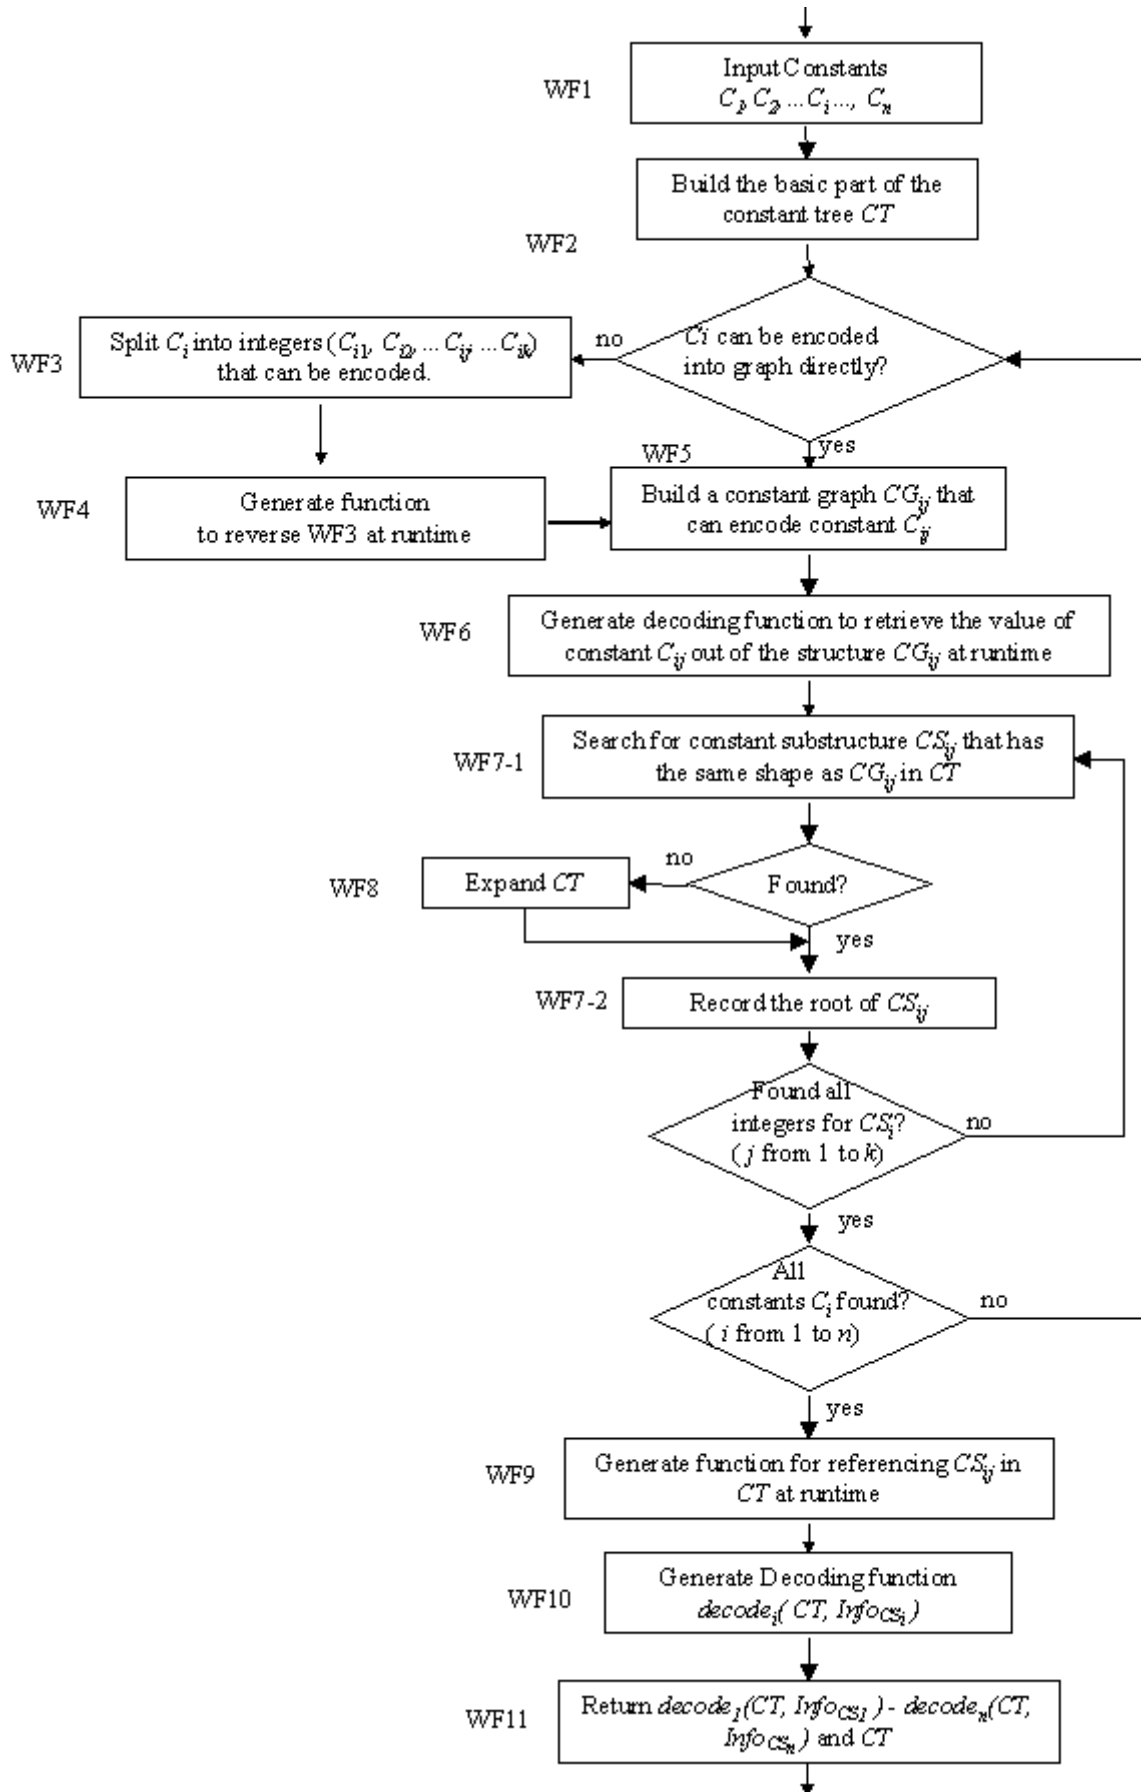 WF1
Input Constants
C1, C2, ... Ci ..., Cn
Build the basic part of the
constant tree CT
WF2
Ci can be encoded
into graph directly?
no
yes
WF3
Split Ci into integers (Ci1, Ci2, ... Cij, ... Cik)
that can be encoded.
WF4
Generate function
to reverse WF3 at runtime
WF5
Build a constant graph CGij that
can encode constant Cij
WF6
Generate decoding function to retrieve the value of
constant Cij out of the structure CGij at runtime
WF7-1
Search for constant substructure CSij that has
the same shape as CGij in CT
Found?
no
yes
WF8
Expand CT
WF7-2
Record the root of CSij
Found all
integers for CSi?
(j from 1 to k)
no
yes
All
constants Ci found?
( i from 1 to n)
no
yes
WF9
Generate function for referencing CSij in
CT at runtime
WF10
Generate Decoding function
decodei( CT, InfoCSi )
WF11
Return decode1(CT, InfoCS1 ) - decoden(CT,
InfoCSn ) and CT